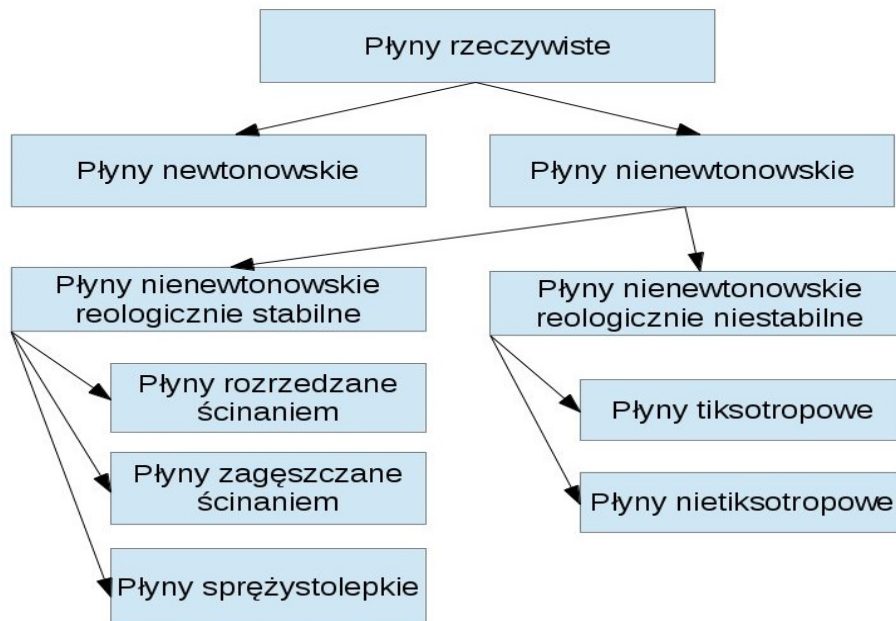 Płyny rzeczywiste
Płyny newtonowskie
Płyny nienewtonowskie
Płyny nienewtonowskie
reologicznie stabilne
Płyny nienewtonowskie
reologicznie niestabilne
Płyny rozrzedzane
ścinaniem
Płyny zagęszczane
ścinaniem
Płyny sprężystolepkie
Płyny tiksotropowe
Płyny nietiksotropowe